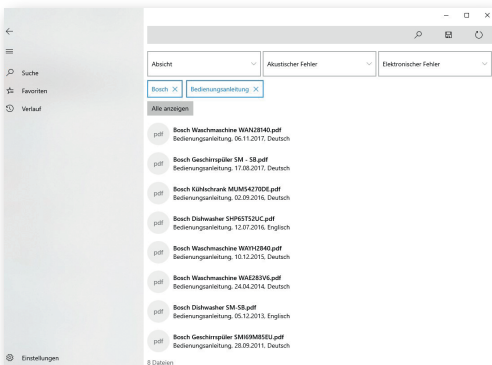 Suche
Favoriten
Verlauf
Einstellungen
Absicht
Akustischer Fehler
Elektronischer Fehler
Bosch
Bedienungsanleitung
Alle anzeigen
pdf
Bosch Waschmaschine WAN28140.pdf
Bedienungsanleitung, 06.11.2017, Deutsch
pdf
Bosch Geschirrspüler SM - SB.pdf
Bedienungsanleitung, 17.08.2017, Deutsch
pdf
Bosch Kühlschrank MUM54270DE.pdf
Bedienungsanleitung, 02.09.2016, Deutsch
pdf
Bosch Dishwasher SHP65T52UC.pdf
Bedienungsanleitung, 12.07.2016, Englisch
pdf
Bosch Waschmaschine WAYH2840.pdf
Bedienungsanleitung, 10.12.2015, Deutsch
pdf
Bosch Waschmaschine WAE283V6.pdf
Bedienungsanleitung, 24.04.2014, Deutsch
pdf
Bosch Dishwasher SM-SB.pdf
Bedienungsanleitung, 05.12.2013, Englisch
pdf
Bosch Geschirrspüler SMI69M85EU.pdf
Bedienungsanleitung, 28.09.2011, Deutsch
8 Dateien